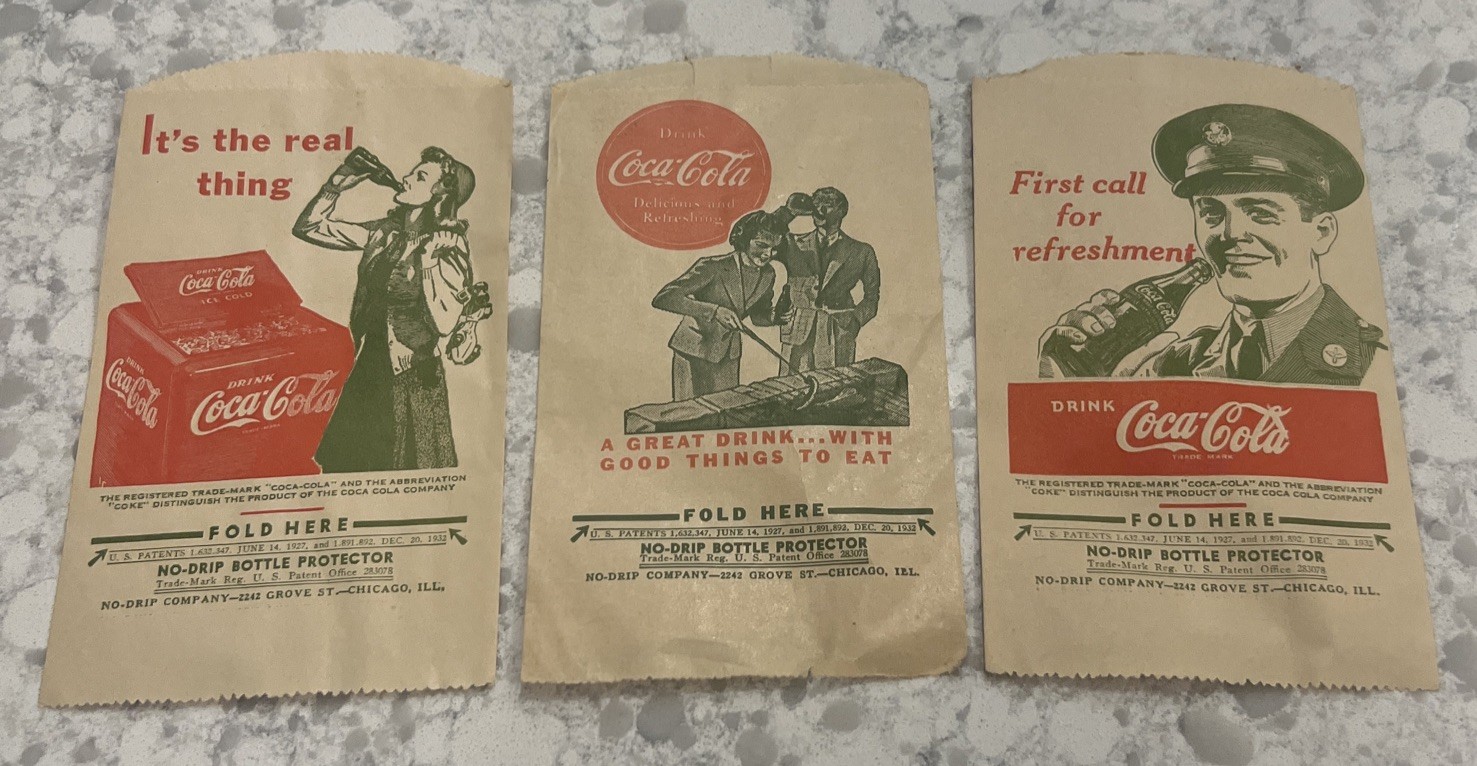 It's the real
thing
DRINK
Coca-Cola
ICE COLD
DRINK
Coca-Cola
DRINK
Coca-Cola
THE REGISTERED TRADE-MARK "COCA-COLA" AND THE ABBREVIATION
"COKE" DISTINGUISH THE PRODUCT OF THE COCA COLA COMPANY
FOLD HERE
U. S. PATENTS 1,632,347, JUNE 14, 1927, and 1,891,892, DEC. 20, 1932
NO-DRIP BOTTLE PROTECTOR
Trade-Mark Reg. U. S. Patent Office 283078
NO-DRIP COMPANY—2242 GROVE ST.—CHICAGO, ILL.
Drink
Coca-Cola
Delicious and
Refreshing
A GREAT DRINK...WITH
GOOD THINGS TO EAT
FOLD HERE
U. S. PATENTS 1,632,347, JUNE 14, 1927, and 1,891,892, DEC. 20, 1932
NO-DRIP BOTTLE PROTECTOR
Trade-Mark Reg. U. S. Patent Office 283078
NO-DRIP COMPANY—2242 GROVE ST.—CHICAGO, ILL.
First call
for
refreshment
Coca-Cola
DRINK
Coca-Cola
TRADE MARK
THE REGISTERED TRADE-MARK "COCA-COLA" AND THE ABBREVIATION
"COKE" DISTINGUISH THE PRODUCT OF THE COCA COLA COMPANY
FOLD HERE
U. S. PATENTS 1,632,347, JUNE 14, 1927, and 1,891,892, DEC. 20, 1932
NO-DRIP BOTTLE PROTECTOR
Trade-Mark Reg. U. S. Patent Office 283078
NO-DRIP COMPANY—2242 GROVE ST.—CHICAGO, ILL.